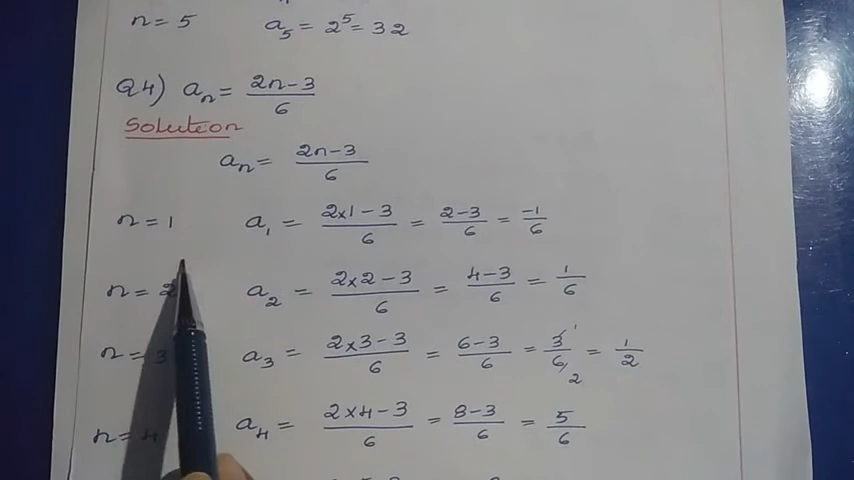 n = 5 a₅ = 2⁵ = 32
Q4) aₙ = (2n-3)/6
Solution
aₙ = (2n-3)/6
n = 1 a₁ = (2×1-3)/6 = (2-3)/6 = -1/6
n = 2 a₂ = (2×2-3)/6 = (4-3)/6 = 1/6
n = 3 a₃ = (2×3-3)/6 = (6-3)/6 = 3/6 = 1/2
n = 4 a₄ = (2×4-3)/6 = (8-3)/6 = 5/6